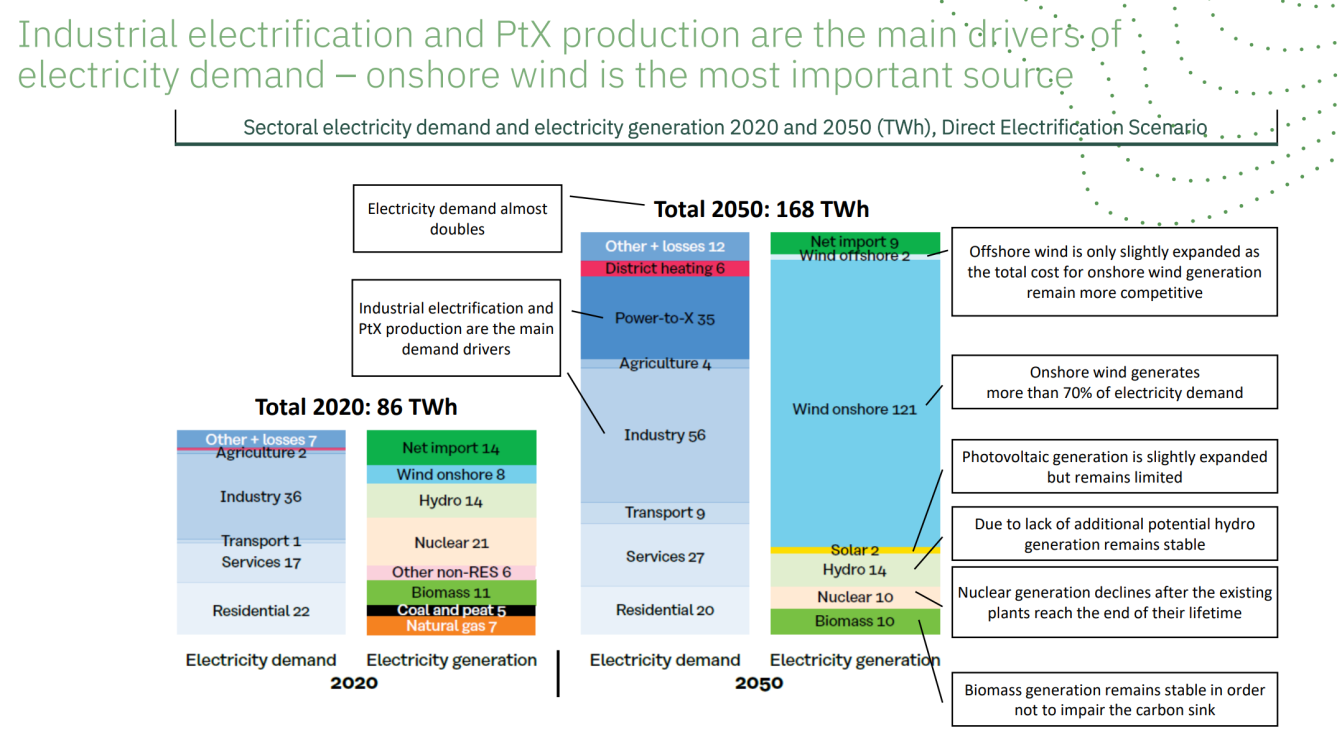 Industrial electrification and PtX production are the main drivers of
electricity demand – onshore wind is the most important source
Sectoral electricity demand and electricity generation 2020 and 2050 (TWh), Direct Electrification Scenario
Electricity demand almost
doubles
Industrial electrification and
PtX production are the main
demand drivers
Total 2020: 86 TWh
Other + losses 7
Agriculture 2
Industry 36
Transport 1
Services 17
Residential 22
Electricity demand
Net import 14
Wind onshore 8
Hydro 14
Nuclear 21
Other non-RES 6
Biomass 11
Coal and peat 5
Natural gas 7
Electricity generation
2020
Total 2050: 168 TWh
Other + losses 12
District heating 6
Power-to-X 35
Agriculture 4
Industry 56
Transport 9
Services 27
Residential 20
Electricity demand
Net import 9
Wind offshore 2
Wind onshore 121
Solar 2
Hydro 14
Nuclear 10
Biomass 10
Electricity generation
2050
Offshore wind is only slightly expanded as
the total cost for onshore wind generation
remain more competitive
Onshore wind generates
more than 70% of electricity demand
Photovoltaic generation is slightly expanded
but remains limited
Due to lack of additional potential hydro
generation remains stable
Nuclear generation declines after the existing
plants reach the end of their lifetime
Biomass generation remains stable in order
not to impair the carbon sink